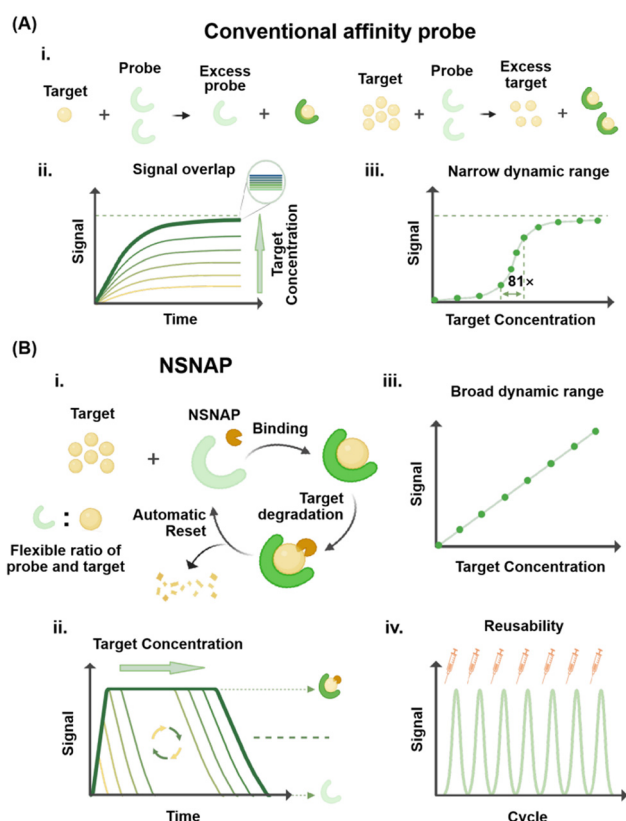 (A)
Conventional affinity probe
i.
Target
+
Probe
Excess
probe
+
Target
+
Probe
Excess
target
+
ii.
Signal overlap
Signal
Target
Concentration
Time
iii.
Narrow dynamic range
Signal
81×
Target Concentration
(B)
NSNAP
i.
Target
+
NSNAP
Binding
Target
degradation
Automatic
Reset
:
Flexible ratio of
probe and target
iii.
Broad dynamic range
Signal
Target Concentration
ii.
Target Concentration
Signal
Time
iv.
Reusability
Signal
Cycle